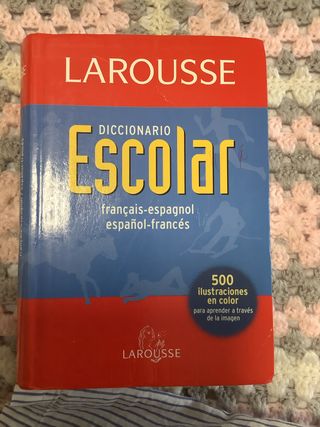 LAROUSSE
DICCIONARIO
Escolar
français-espagnol
español-francés
500
ilustraciones
en color
para aprender a través
de la imagen
LAROUSSE